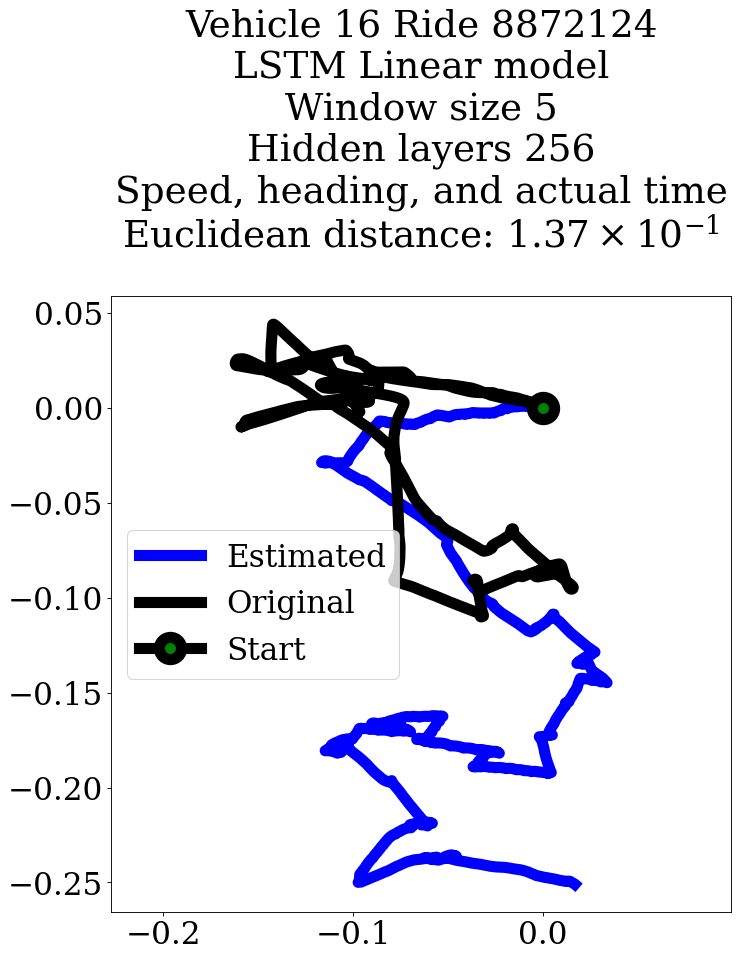 Vehicle 16 Ride 8872124
LSTM Linear model
Window size 5
Hidden layers 256
Speed, heading, and actual time
Euclidean distance: 1.37 × 10⁻¹
0.05
0.00
−0.05
−0.10
−0.15
−0.20
−0.25
Estimated
Original
Start
−0.2
−0.1
0.0